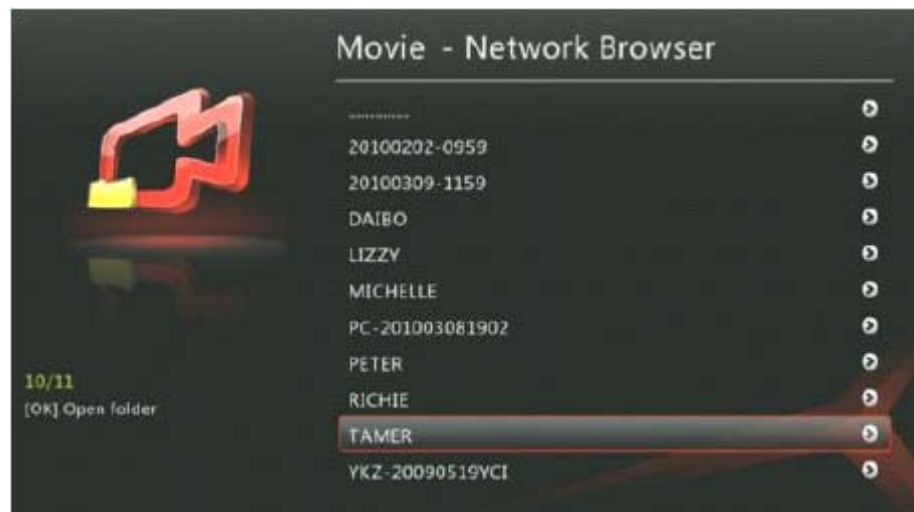 Movie - Network Browser
.............
20100202-0959
20100309-1159
DAIBO
LIZZY
MICHELLE
PC-201003081902
PETER
RICHIE
TAMER
YKZ-20090519YCI
10/11
[OK] Open folder